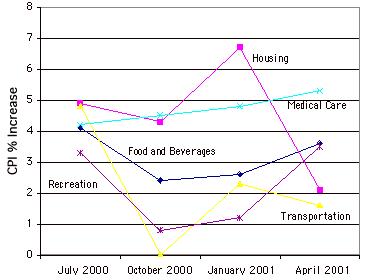 8
7
Housing
6
Medical Care
5
CPI % Increase
4
Food and Beverages
3
Recreation
2
Transportation
1
0
July 2000 October 2000 January 2001 April 2001